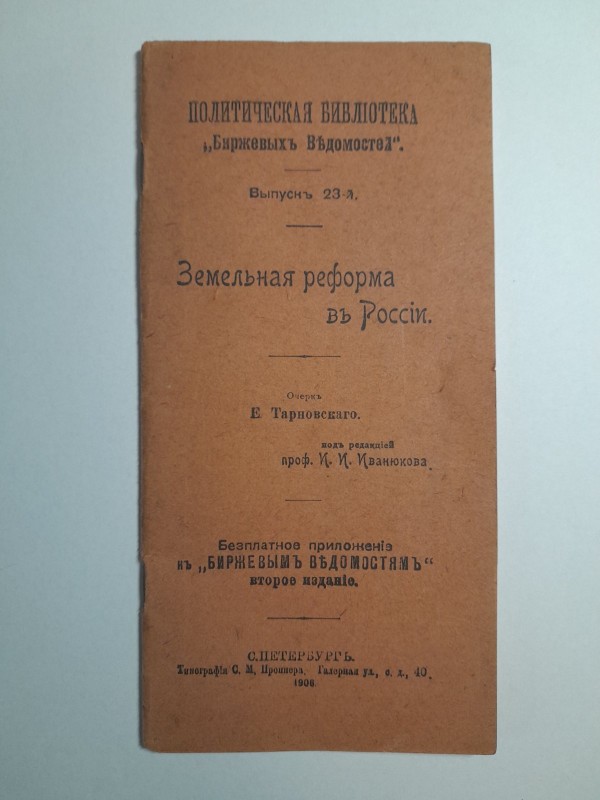 ПОЛИТИЧЕСКАЯ БИБЛІОТЕКА
„Биржевыхъ Вѣдомостей“.
Выпускъ 23-й.
Земельная реформа
въ Россіи.
Очеркъ
Е Тарновскаго.
подъ редакціей
проф. И. И. Иванюкова.
Безплатное приложеніе
къ „БИРЖЕВЫМЪ ВѢДОМОСТЯМЪ“
второе изданіе.
С.ПЕТЕРБУРГЪ.
Типографія С. М, Проппера, Галерная ул., с. д., 40.
1906.